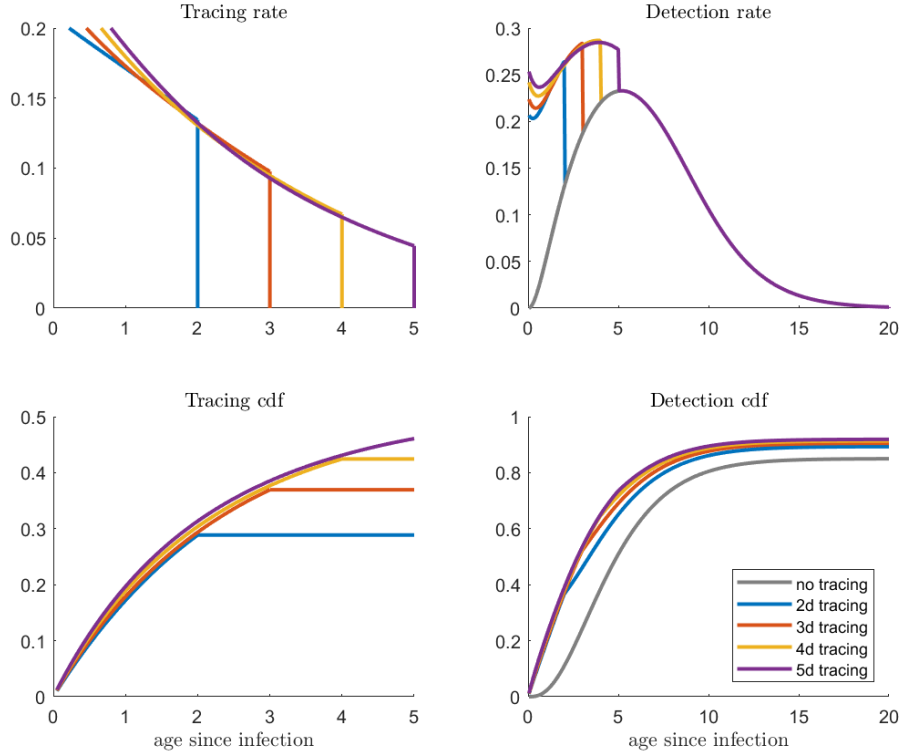 Tracing rate
0.2
0.15
0.1
0.05
0
0 1 2 3 4 5
Detection rate
0.3
0.25
0.2
0.15
0.1
0.05
0
0 5 10 15 20
Tracing cdf
0.5
0.4
0.3
0.2
0.1
0
0 1 2 3 4 5
age since infection
Detection cdf
1
0.8
0.6
0.4
0.2
0
no tracing
2d tracing
3d tracing
4d tracing
5d tracing
0 5 10 15 20
age since infection